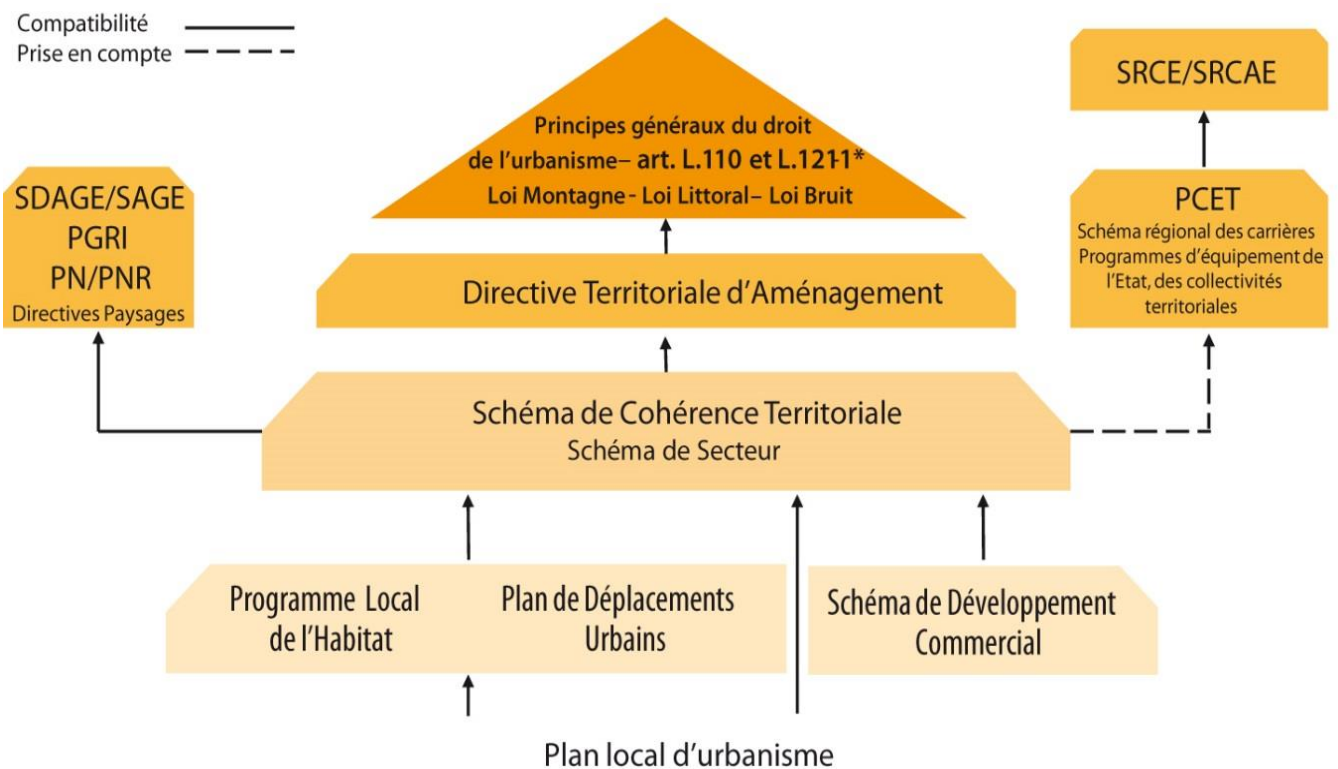 Compatibilité
Prise en compte
SRCE/SRCAE
Principes généraux du droit
de l'urbanisme– art. L.110 et L.121-1*
Loi Montagne - Loi Littoral– Loi Bruit
SDAGE/SAGE
PGRI
PN/PNR
Directives Paysages
PCET
Schéma régional des carrières
Programmes d'équipement de
l'Etat, des collectivités
territoriales
Directive Territoriale d'Aménagement
Schéma de Cohérence Territoriale
Schéma de Secteur
Programme Local
de l'Habitat
Plan de Déplacements
Urbains
Schéma de Développement
Commercial
Plan local d'urbanisme